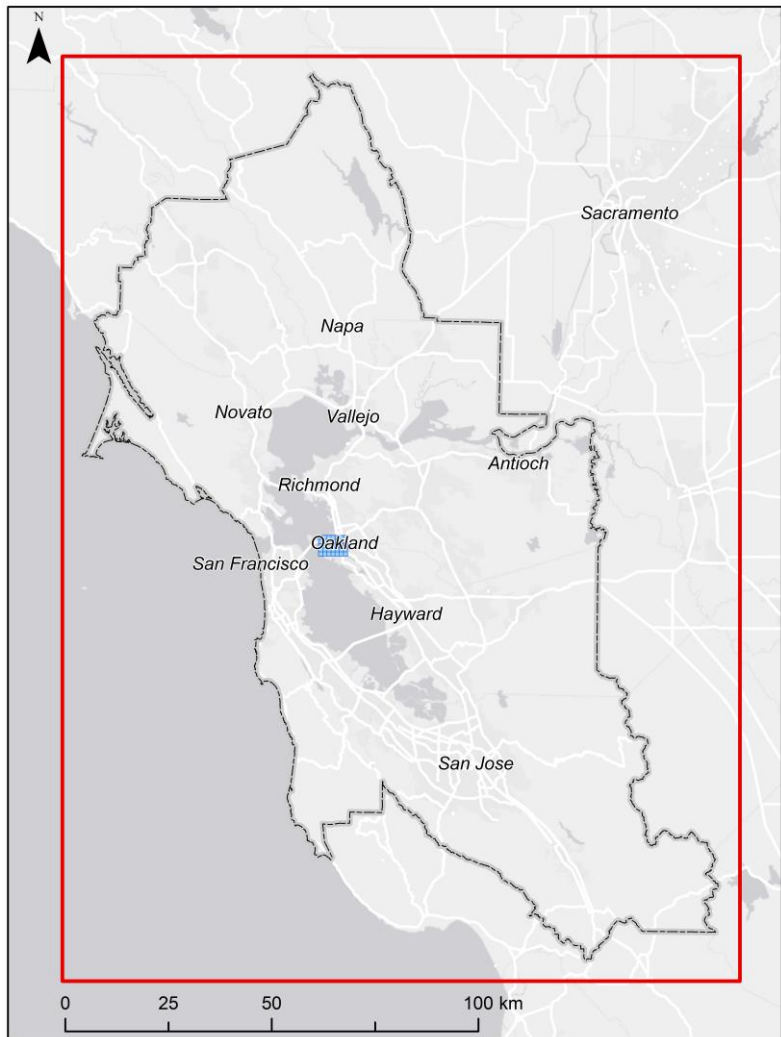 N
Sacramento
Napa
Novato
Vallejo
Antioch
Richmond
Oakland
San Francisco
Hayward
San Jose
0 25 50 100 km